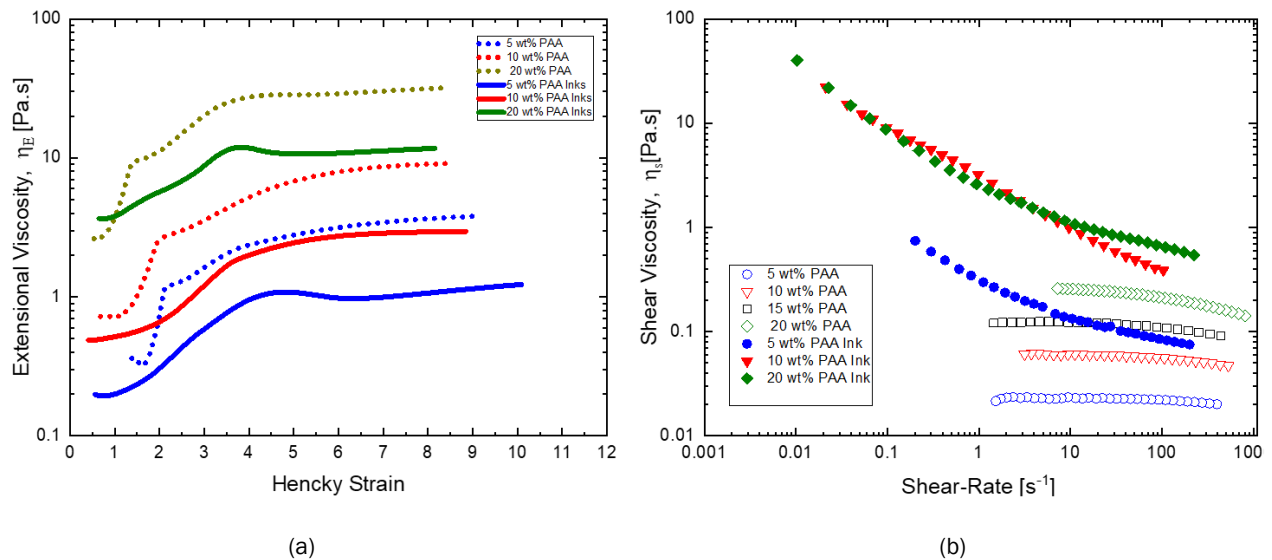 100
10
1
0.1
Extensional Viscosity, η_E [Pa.s]
0 1 2 3 4 5 6 7 8 9 10 11 12
Hencky Strain
5 wt% PAA
10 wt% PAA
20 wt% PAA
5 wt% PAA Inks
10 wt% PAA Inks
20 wt% PAA Inks
(a)
100
10
1
0.1
0.01
Shear Viscosity, η_s[Pa.s]
0.001 0.01 0.1 1 10 100 1000
Shear-Rate [s⁻¹]
5 wt% PAA
10 wt% PAA
15 wt% PAA
20 wt% PAA
5 wt% PAA Ink
10 wt% PAA Ink
20 wt% PAA Ink
(b)